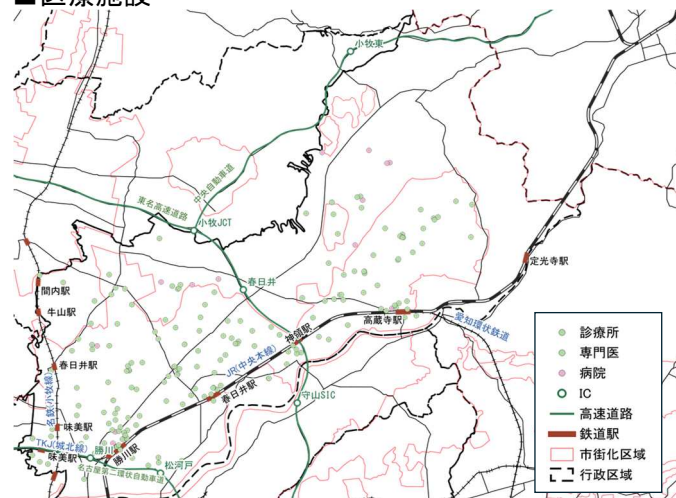 ■医療施設
小牧東
中央自動車道
東名高速道路
小牧JCT
定光寺駅
間内駅
春日井
牛山駅
高蔵寺駅
愛知環状鉄道
神領駅
JR(中央本線)
春日井駅
春日井駅
名鉄(小牧線)
守山SIC
味美駅
TKJ(城北線)
勝川
勝川駅
味美駅
松河戸
名古屋第二環状自動車道
診療所
専門医
病院
IC
高速道路
鉄道駅
市街化区域
行政区域